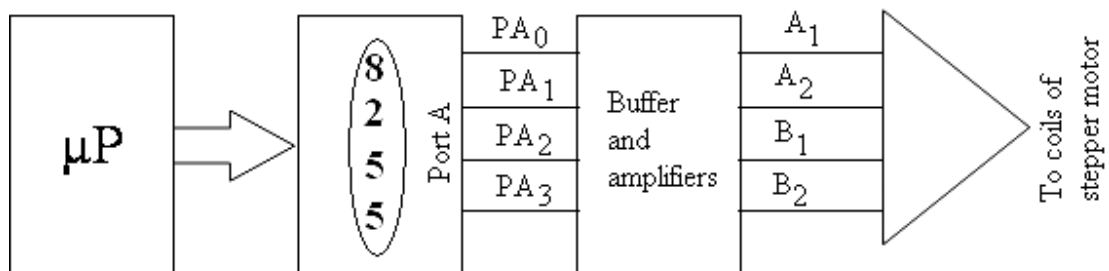 μP
8
2
5
5
Port A
PA0
PA1
PA2
PA3
Buffer
and
amplifiers
A1
A2
B1
B2
To coils of
stepper motor